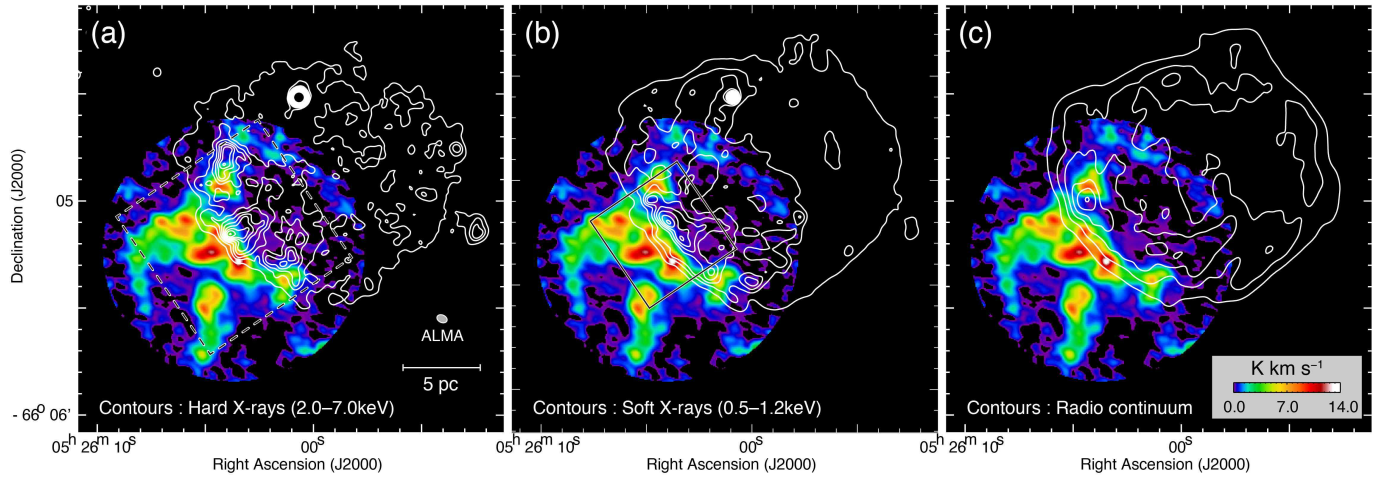 (a)
(b)
(c)
Declination (J2000)
05
- 66° 06'
ALMA
5 pc
Contours : Hard X-rays (2.0–7.0keV)
Contours : Soft X-rays (0.5–1.2keV)
Contours : Radio continuum
K km s⁻¹
0.0 7.0 14.0
05ʰ 26ᵐ 10ˢ 00ˢ 05ʰ 26ᵐ 10ˢ 00ˢ 05ʰ 26ᵐ 10ˢ 00ˢ
Right Ascension (J2000) Right Ascension (J2000) Right Ascension (J2000)